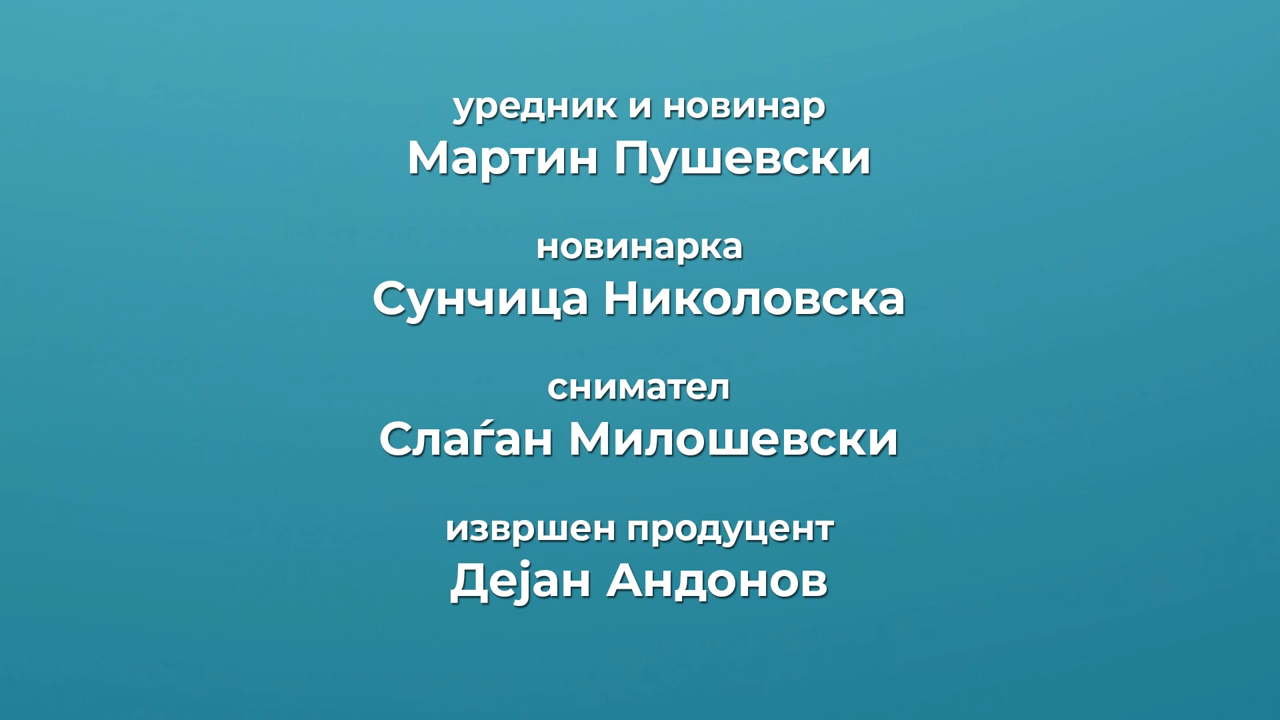 уредник и новинар
Мартин Пушевски
новинарка
Сунчица Николовска
снимател
Слаѓан Милошевски
извршен продуцент
Дејан Андонов